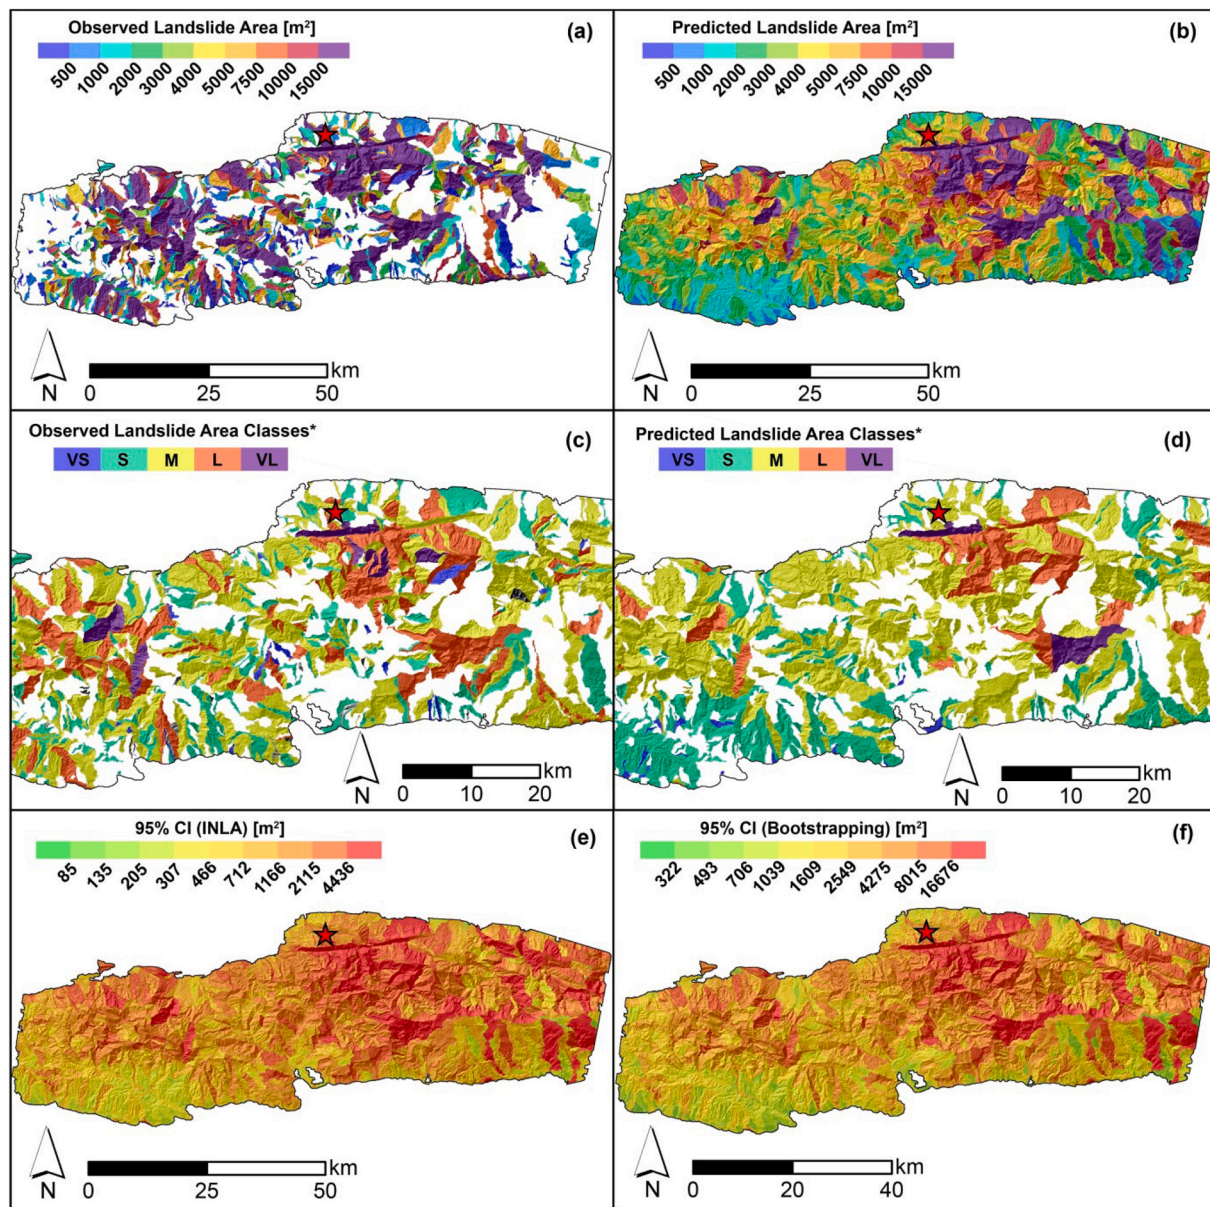 Observed Landslide Area [m²]
(a)
500 1000 2000 3000 4000 5000 7500 10000 15000
N
0 25 50 km
Predicted Landslide Area [m²]
(b)
500 1000 2000 3000 4000 5000 7500 10000 15000
N
0 25 50 km
Observed Landslide Area Classes*
(c)
VS S M L VL
N
0 10 20 km
Predicted Landslide Area Classes*
(d)
VS S M L VL
N
0 10 20 km
95% CI (INLA) [m²]
(e)
85 135 205 307 466 712 1166 2115 4436
N
0 25 50 km
95% CI (Bootstrapping) [m²]
(f)
322 493 706 1039 1609 2549 4275 8015 16676
N
0 20 40 km